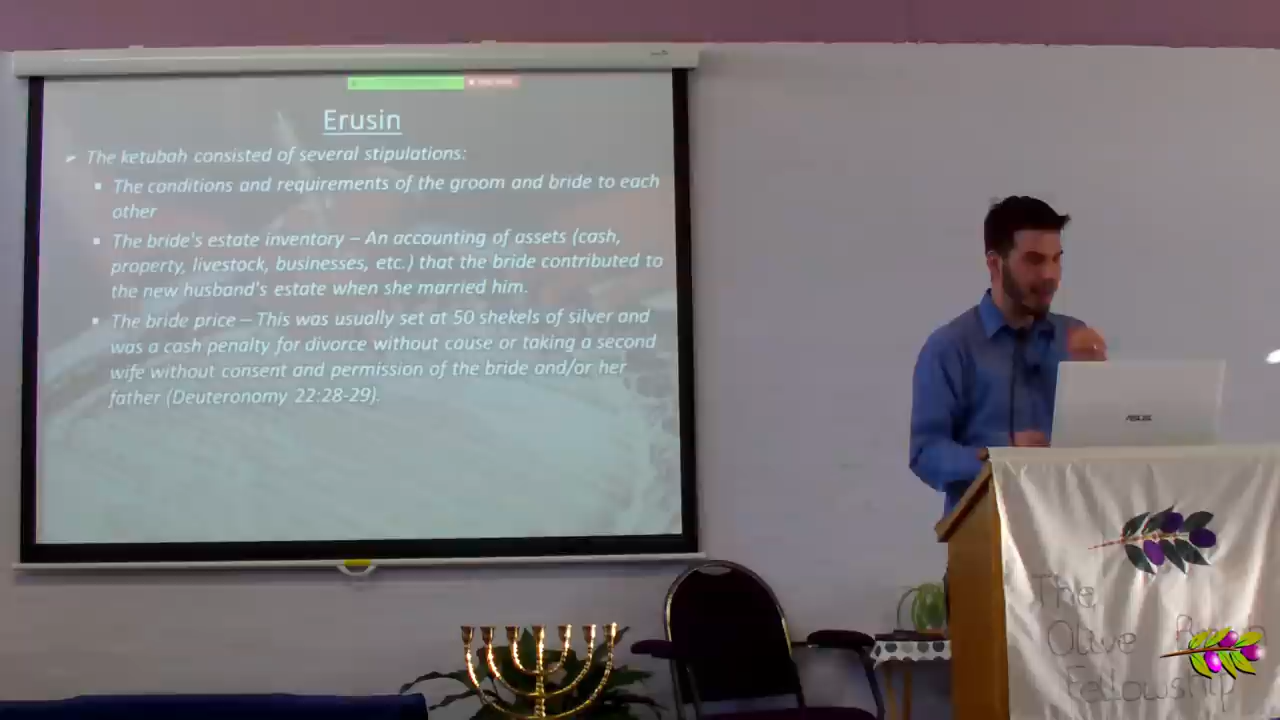 Erusin
The ketubah consisted of several stipulations:
The conditions and requirements of the groom and bride to each
other
The bride's estate inventory – An accounting of assets (cash,
property, livestock, businesses, etc.) that the bride contributed to
the new husband's estate when she married him.
The bride price – This was usually set at 50 shekels of silver and
was a cash penalty for divorce without cause or taking a second
wife without consent and permission of the bride and/or her
father (Deuteronomy 22:28-29).
ASUS
The
Olive
Fellowship